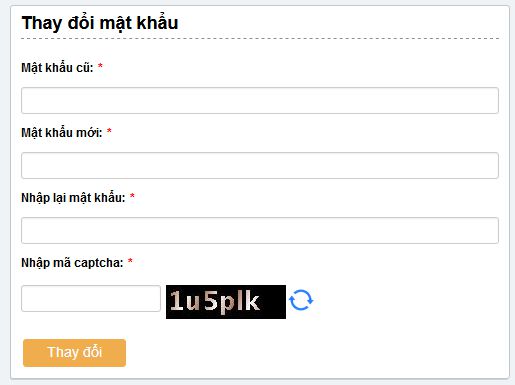 Thay đổi mật khẩu
Mật khẩu cũ: *
Mật khẩu mới: *
Nhập lại mật khẩu: *
Nhập mã captcha: *
1u5plk
Thay đổi